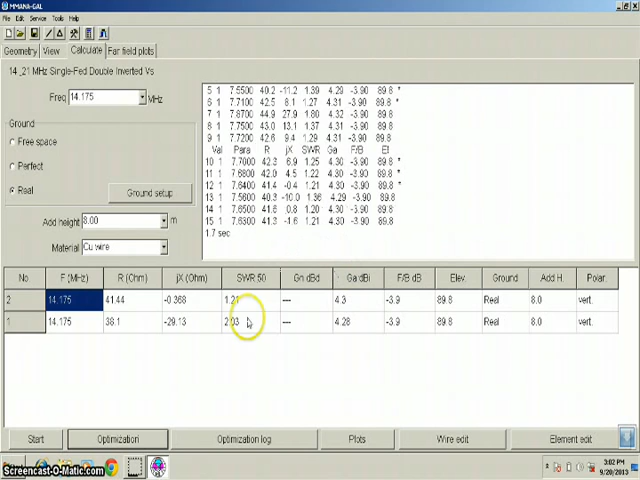 MMANA-GAL
File Edit Service Tools Help
Geometry View Calculate Far field plots
14 ,21 MHz Single-Fed Double Inverted Vs
Freq 14.175 MHz
Ground
Free space
Perfect
Real
Ground setup
Add height 8.00 m
Material Cu wire
5 1 7.5500 40.2 -11.2 1.39 4.29 -3.90 89.8 *
6 1 7.7100 42.5 8.1 1.27 4.31 -3.90 89.8 *
7 1 7.8700 44.9 27.9 1.80 4.32 -3.90 89.8
8 1 7.7500 43.0 13.1 1.37 4.31 -3.90 89.8
9 1 7.7200 42.6 9.4 1.29 4.31 -3.90 89.8
Val Para R jX SWR Ga F/B El
10 1 7.7000 42.3 6.9 1.25 4.30 -3.90 89.8 *
11 1 7.6800 42.0 4.5 1.22 4.30 -3.90 89.8 *
12 1 7.6400 41.4 -0.4 1.21 4.30 -3.90 89.8 *
13 1 7.5600 40.3 -10.0 1.36 4.29 -3.90 89.8
14 1 7.6500 41.6 0.8 1.20 4.30 -3.90 89.8
15 1 7.6300 41.3 -1.6 1.21 4.30 -3.90 89.8
1.7 sec
No F (MHz) R (Ohm) jX (Ohm) SWR 50 Gn dBd Ga dBi F/B dB Elev. Ground Add H. Polar.
2 14.175 41.44 -0.368 1.21 --- 4.3 -3.9 89.8 Real 8.0 vert.
1 14.175 38.1 -29.13 2.03 --- 4.28 -3.9 89.8 Real 8.0 vert.
Start Optimization Optimization log Plots Wire edit Element edit
Screencast-O-Matic.com
3:02 PM
9/20/2013